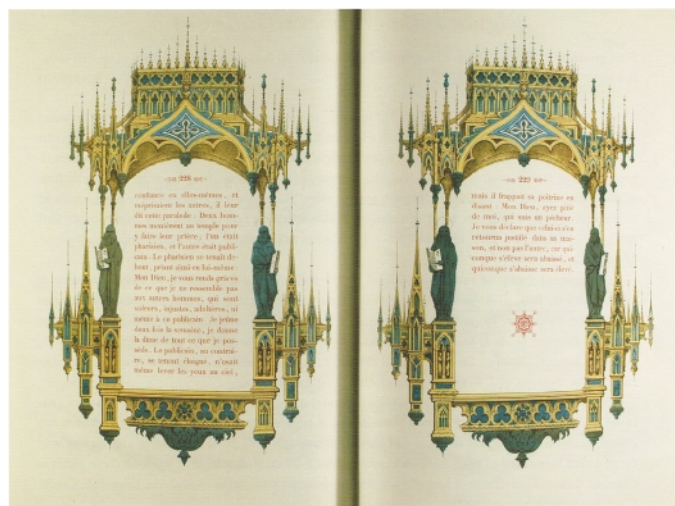 228
confiance en elles-mêmes, et
méprisaient les autres, il leur
dit cette parabole : Deux hom-
mes montèrent au temple pour
y faire leur prière; l'un était
pharisien, et l'autre était publi-
cain. Le pharisien se tenait de-
bout, priant ainsi en lui-même :
Mon Dieu, je vous rends grâces
de ce que je ne ressemble pas
aux autres hommes, qui sont
voleurs, injustes, adultères, ni
même à ce publicain. Je jeûne
deux fois la semaine, je donne
la dîme de tout ce que je pos-
sède. Le publicain, au contrai-
re, se tenant éloigné, n'osait
même lever les yeux au ciel,
229
mais il frappait sa poitrine en
disant : Mon Dieu, ayez pitié
de moi, qui suis un pécheur.
Je vous déclare que celui-ci s'en
retourna justifié dans sa mai-
son, et non pas l'autre; car qui-
conque s'élève sera abaissé, et
quiconque s'abaisse sera élevé.